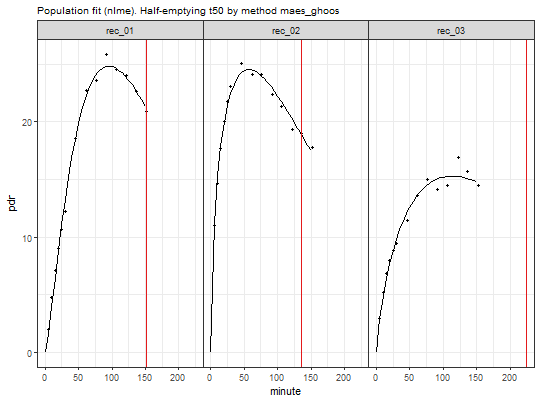 Population fit (nlme). Half-emptying t50 by method maes_ghoos
rec_01 rec_02 rec_03
20
10
0
pdr
0 50 100 150 200 0 50 100 150 200 0 50 100 150 200
minute